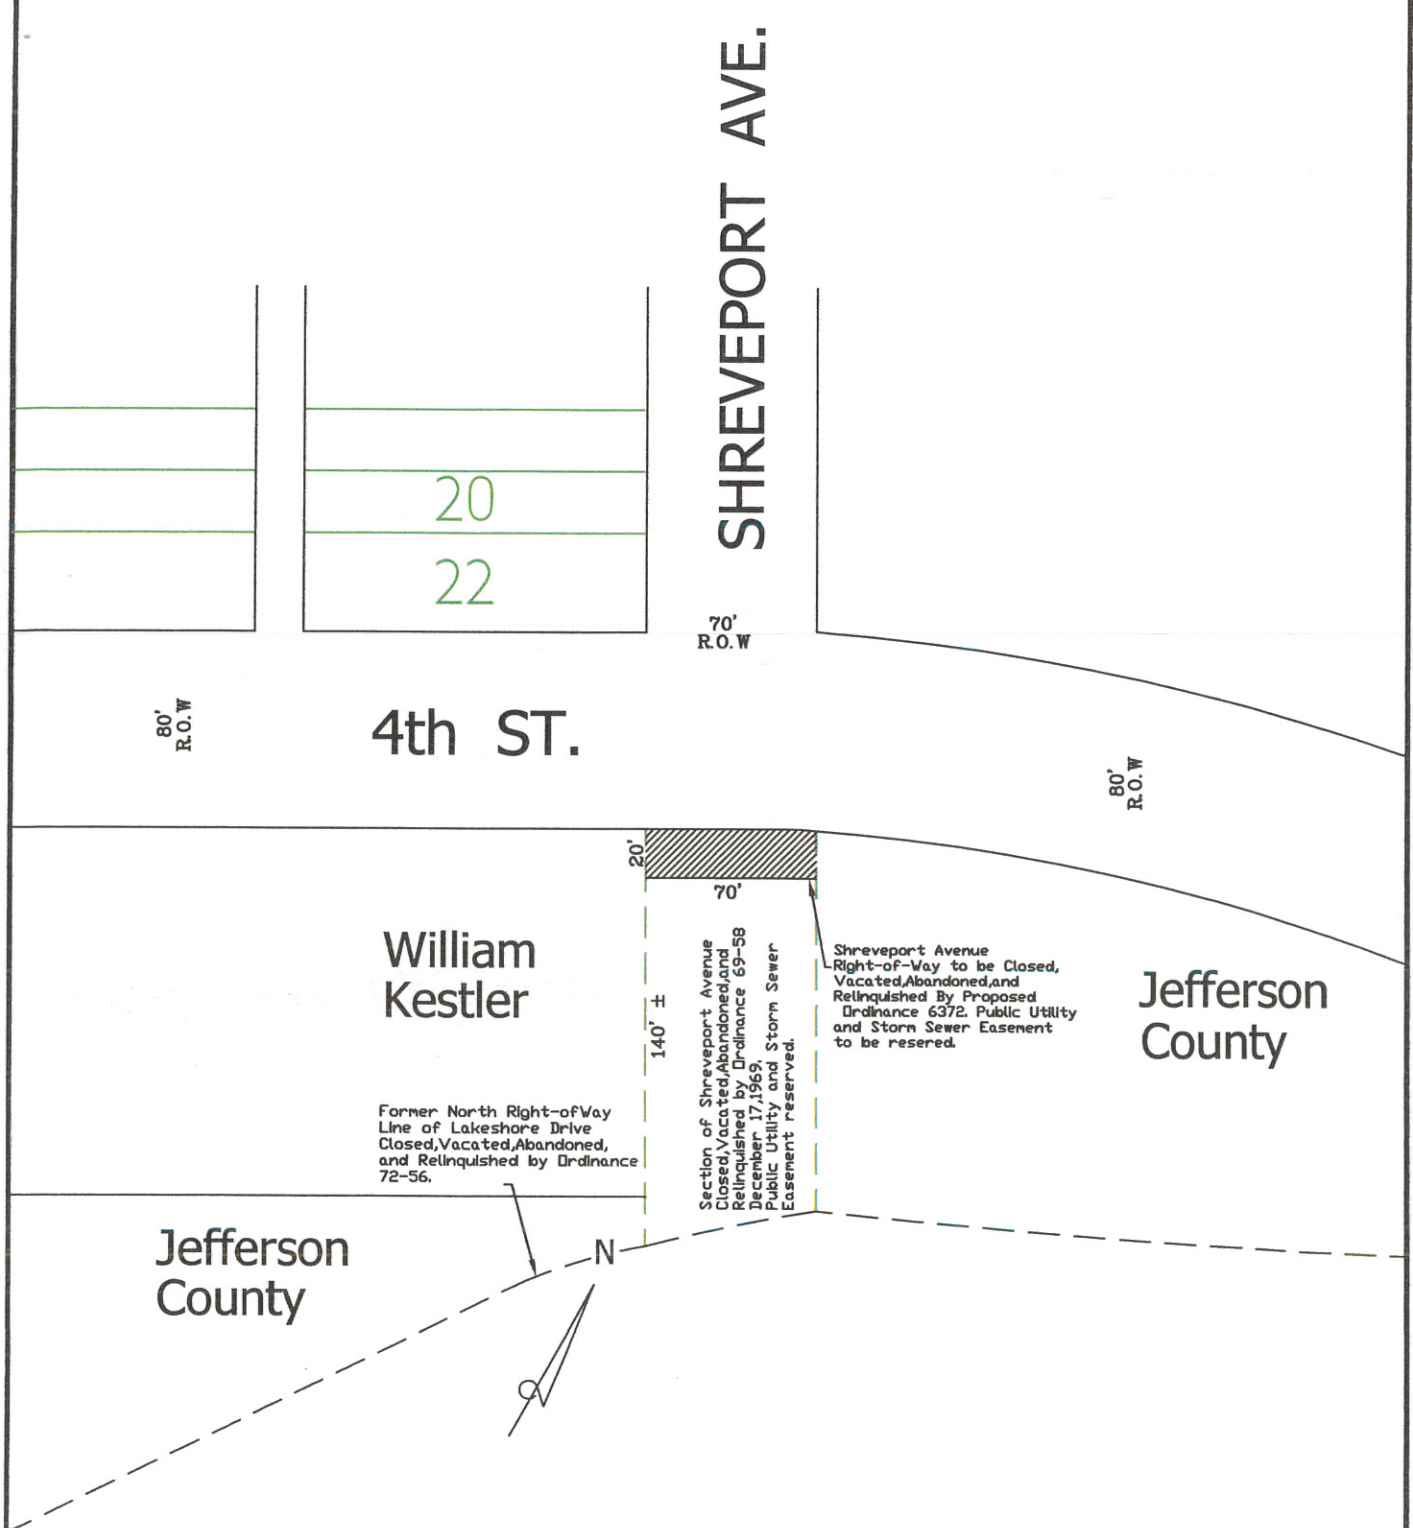 SHREVEPORT AVE.
20
22
70'
R.O.W
80'
R.O.W
4th ST.
80'
R.O.W
20'
70'
William
Kestler
140' ±
Section of Shreveport Avenue
Closed,Vacated,Abandoned,and
Relinquished by Ordinance 69-58
December 17,1969.
Public Utility and Storm Sewer
Easement reserved.
Shreveport Avenue
Right-of-Way to be Closed,
Vacated,Abandoned,and
Relinquished By Proposed
Ordinance 6372. Public Utility
and Storm Sewer Easement
to be resered.
Jefferson
County
Former North Right-ofWay
Line of Lakeshore Drive
Closed,Vacated,Abandoned,
and Relinquished by Ordinance
72-56.
Jefferson
County
N